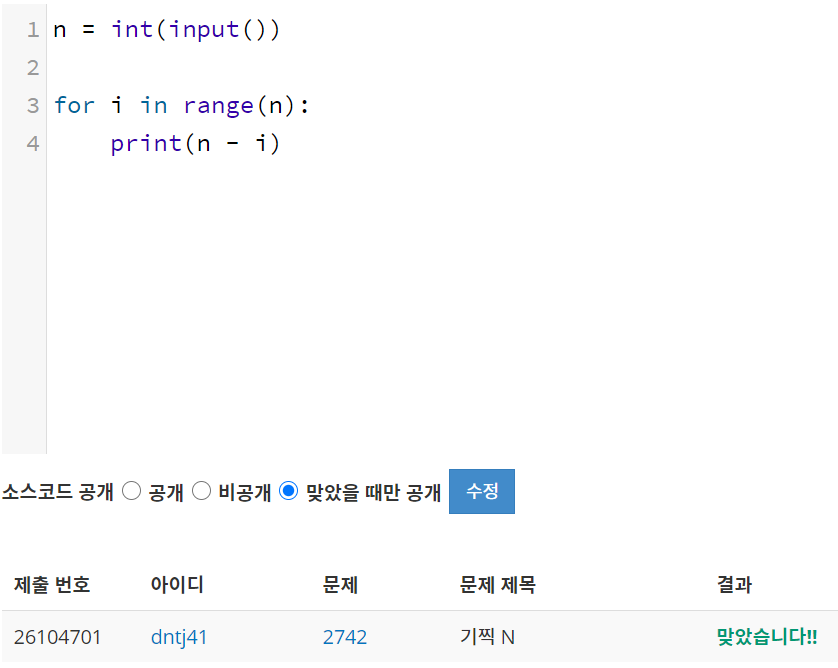 1 n = int(input())
2
3 for i in range(n):
4     print(n - i)
소스코드 공개 공개 비공개 맞았을 때만 공개 수정
제출 번호 아이디 문제 문제 제목 결과
26104701 dntj41 2742 기찍 N 맞았습니다!!